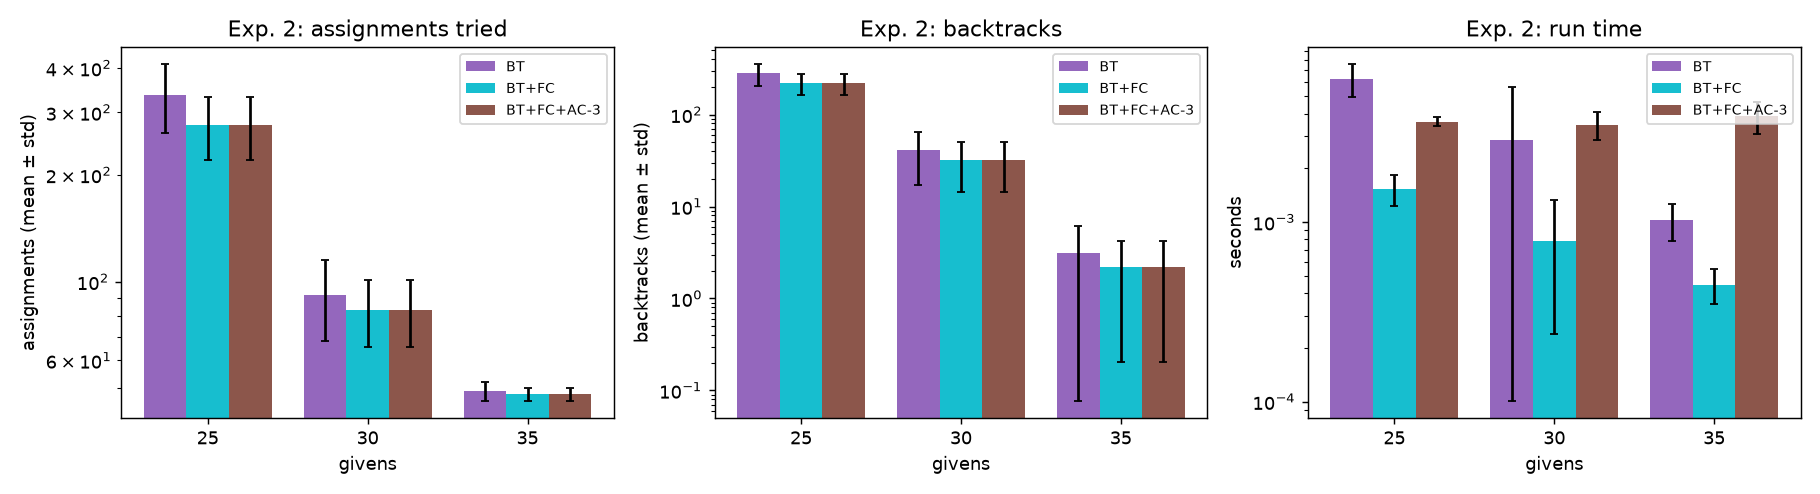 Exp. 2: assignments tried
assignments (mean ± std)
4 × 10²
3 × 10²
2 × 10²
10²
6 × 10¹
BT
BT+FC
BT+FC+AC-3
25 30 35
givens
Exp. 2: backtracks
backtracks (mean ± std)
10²
10¹
10⁰
10⁻¹
BT
BT+FC
BT+FC+AC-3
25 30 35
givens
Exp. 2: run time
seconds
10⁻³
10⁻⁴
BT
BT+FC
BT+FC+AC-3
25 30 35
givens